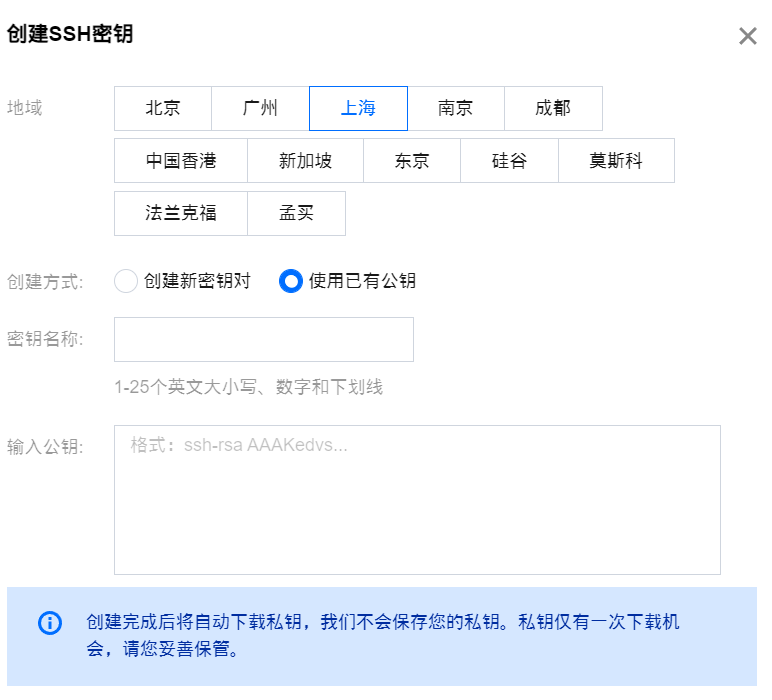 创建SSH密钥
地域 北京 广州 上海 南京 成都
中国香港 新加坡 东京 硅谷 莫斯科
法兰克福 孟买
创建方式: 创建新密钥对 使用已有公钥
密钥名称:
1-25个英文大小写、数字和下划线
输入公钥: 格式：ssh-rsa AAAKedvs...
创建完成后将自动下载私钥，我们不会保存您的私钥。私钥仅有一次下载机
会，请您妥善保管。